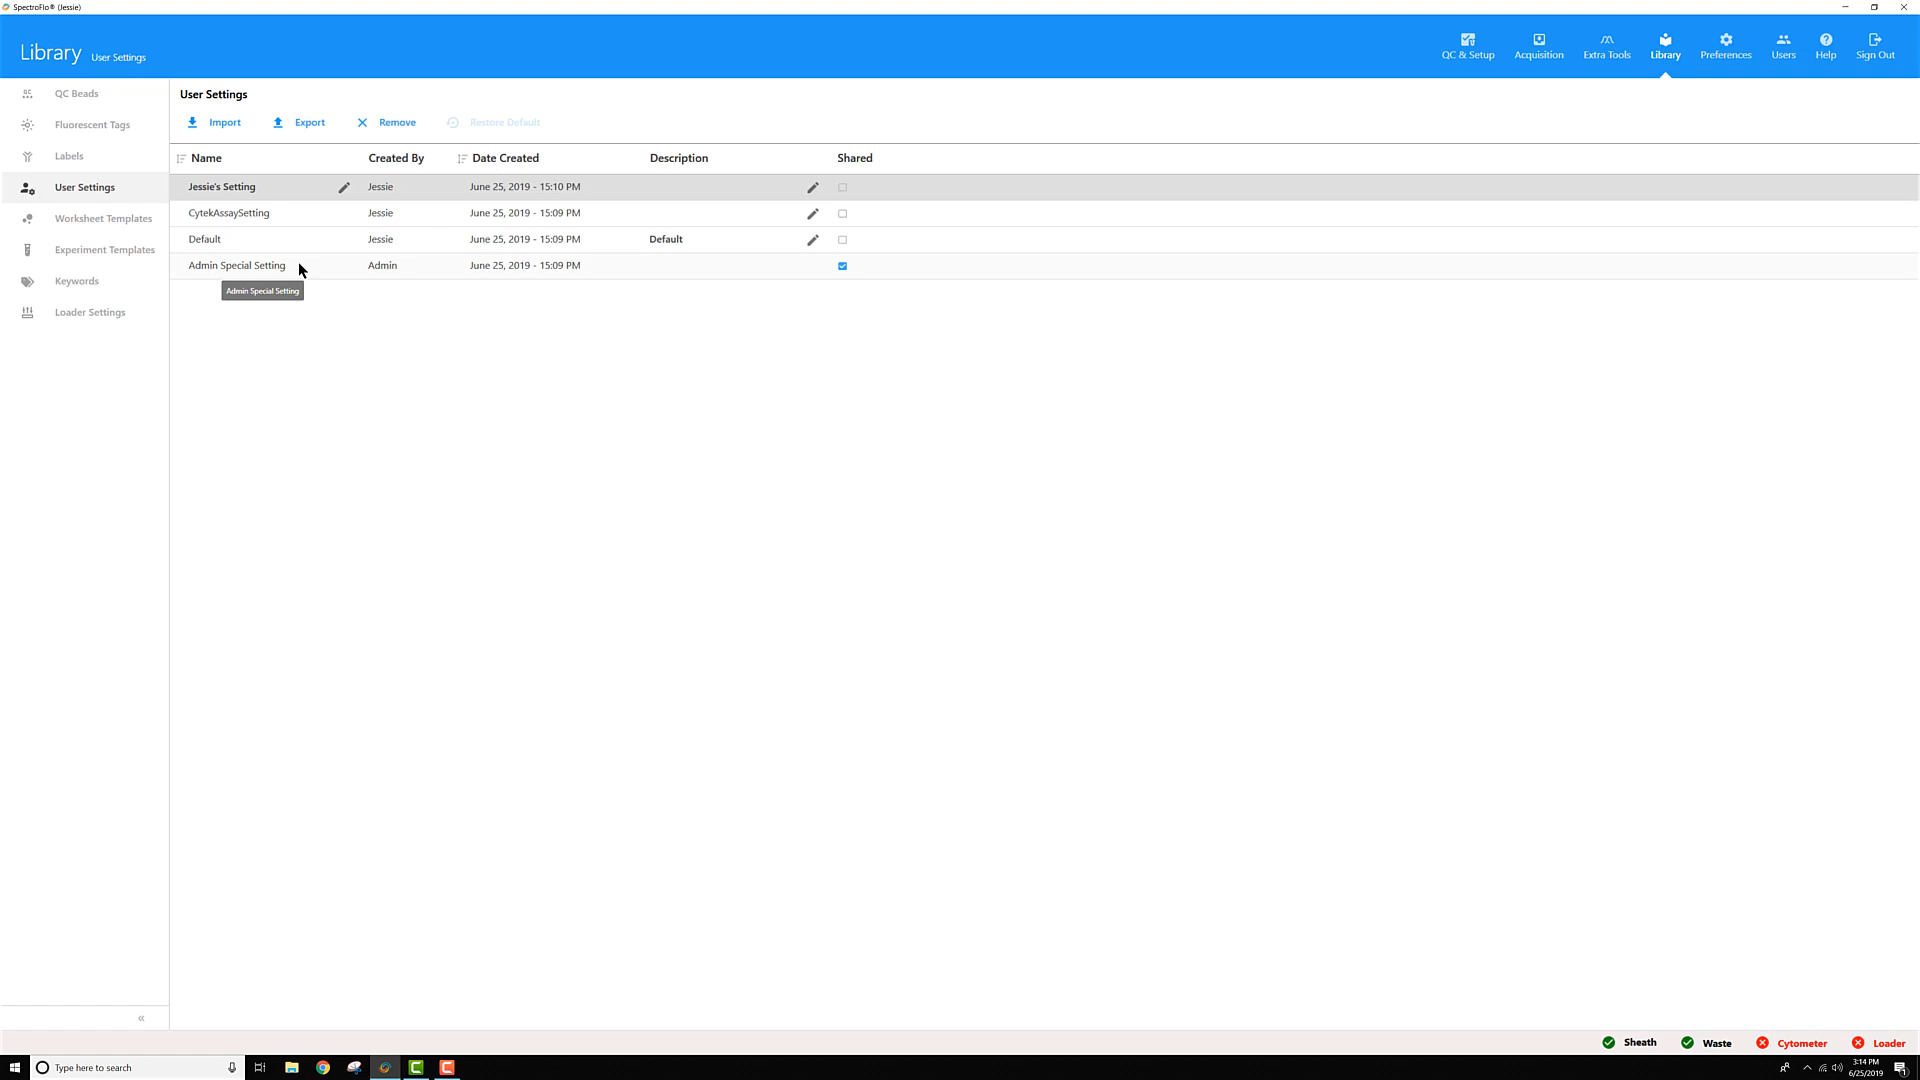 SpectroFlo® (Jessie)
Library User Settings
QC & Setup
Acquisition
Extra Tools
Library
Preferences
Users
Help
Sign Out
QC Beads
Fluorescent Tags
Labels
User Settings
Worksheet Templates
Experiment Templates
Keywords
Loader Settings
User Settings
Import Export Remove Restore Default
Name Created By Date Created Description Shared
Jessie's Setting Jessie June 25, 2019 - 15:10 PM
CytekAssaySetting Jessie June 25, 2019 - 15:09 PM
Default Jessie June 25, 2019 - 15:09 PM Default
Admin Special Setting Admin June 25, 2019 - 15:09 PM
Admin Special Setting
Sheath Waste Cytometer Loader
Type here to search
3:14 PM
6/25/2019